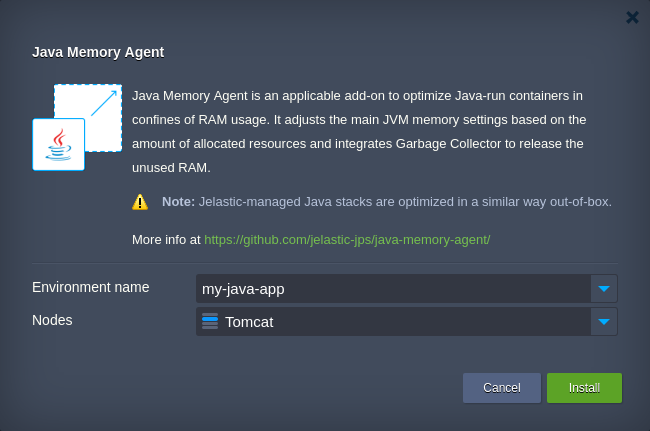 Java Memory Agent
Java Memory Agent is an applicable add-on to optimize Java-run containers in
confines of RAM usage. It adjusts the main JVM memory settings based on the
amount of allocated resources and integrates Garbage Collector to release the
unused RAM.
Note: Jelastic-managed Java stacks are optimized in a similar way out-of-box.
More info at https://github.com/jelastic-jps/java-memory-agent/
Environment name my-java-app
Nodes Tomcat
Cancel Install